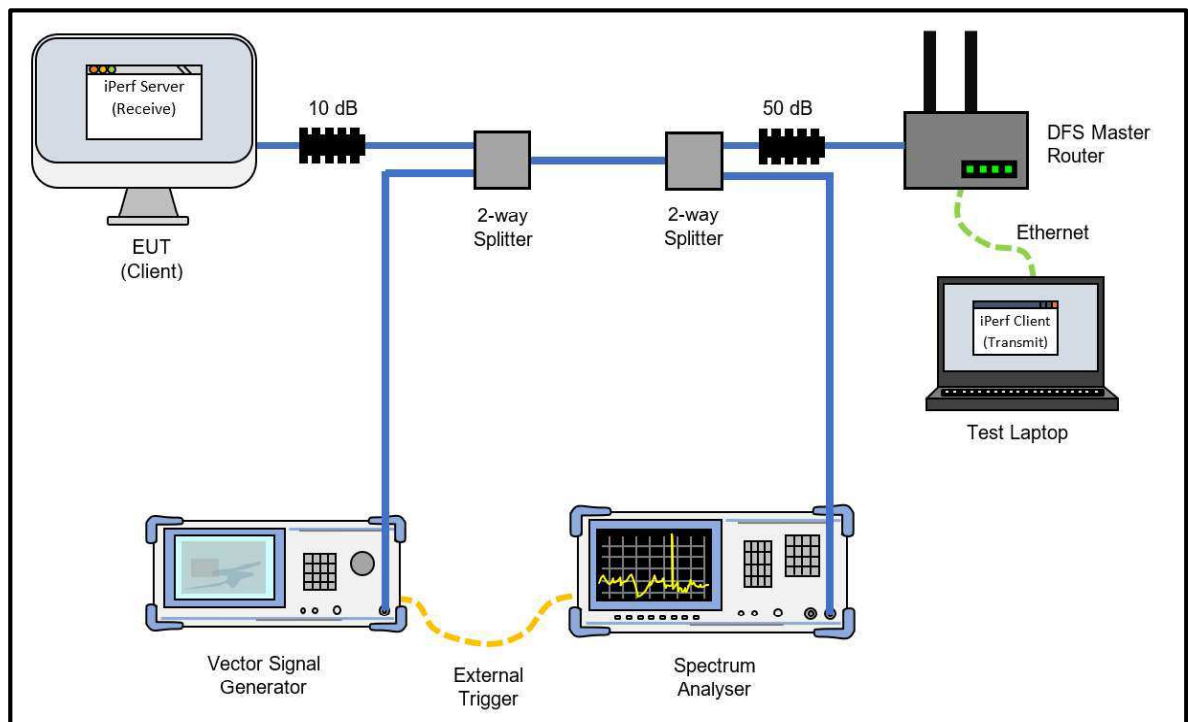 iPerf Server
(Receive)
EUT
(Client)
10 dB
2-way
Splitter
2-way
Splitter
50 dB
DFS Master
Router
Ethernet
iPerf Client
(Transmit)
Test Laptop
Vector Signal
Generator
External
Trigger
Spectrum
Analyser